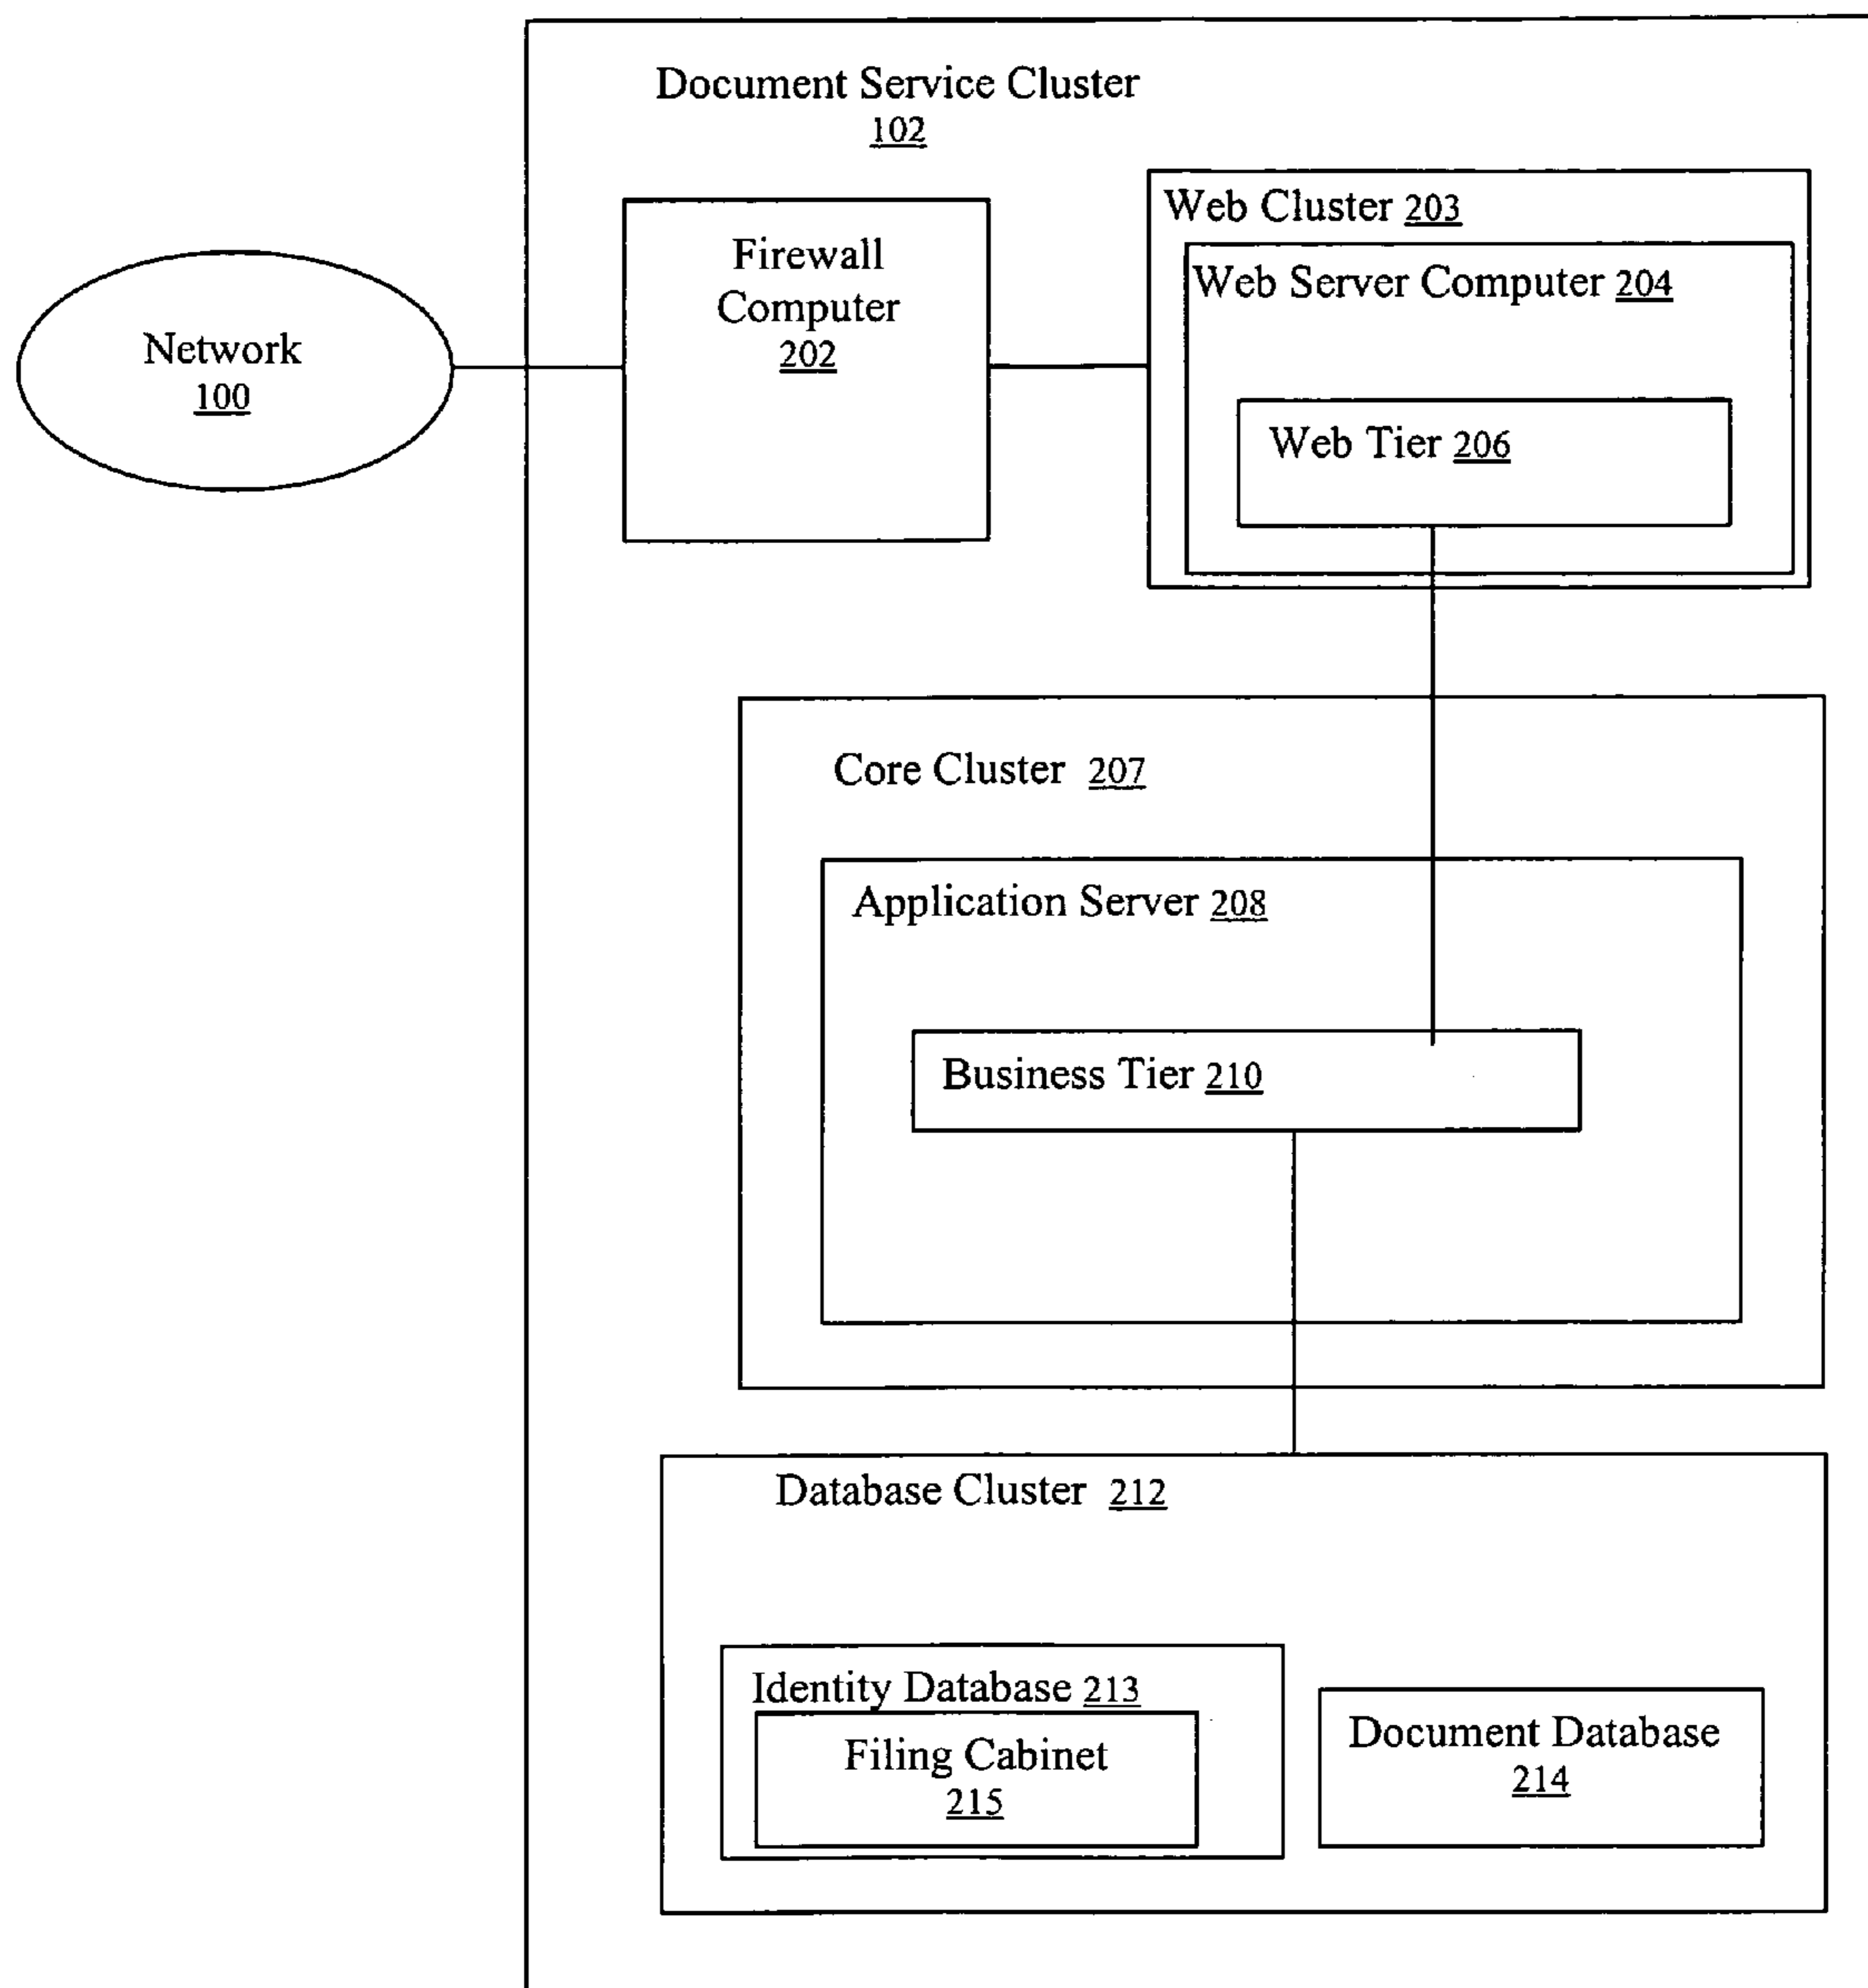 Document Service Cluster
102
Web Cluster 203
Web Server Computer 204
Firewall
Computer
202
Network
100
Web Tier 206
Core Cluster 207
Application Server 208
Business Tier 210
Database Cluster 212
Identity Database 213
Filing Cabinet
215
Document Database
214